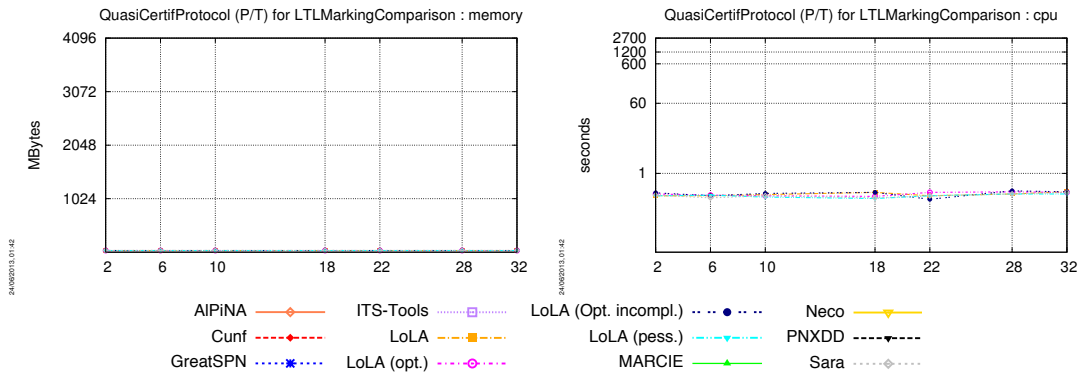 QuasiCertifProtocol (P/T) for LTLMarkingComparison : memory
4096
3072
2048
1024
MBytes
2 6 10 18 22 28 32
24/06/2013, 01:42
QuasiCertifProtocol (P/T) for LTLMarkingComparison : cpu
2700
1200
600
60
1
seconds
2 6 10 18 22 28 32
24/06/2013, 01:42
AlPiNA ITS-Tools LoLA (Opt. incompl.) Neco
Cunf LoLA LoLA (pess.) PNXDD
GreatSPN LoLA (opt.) MARCIE Sara